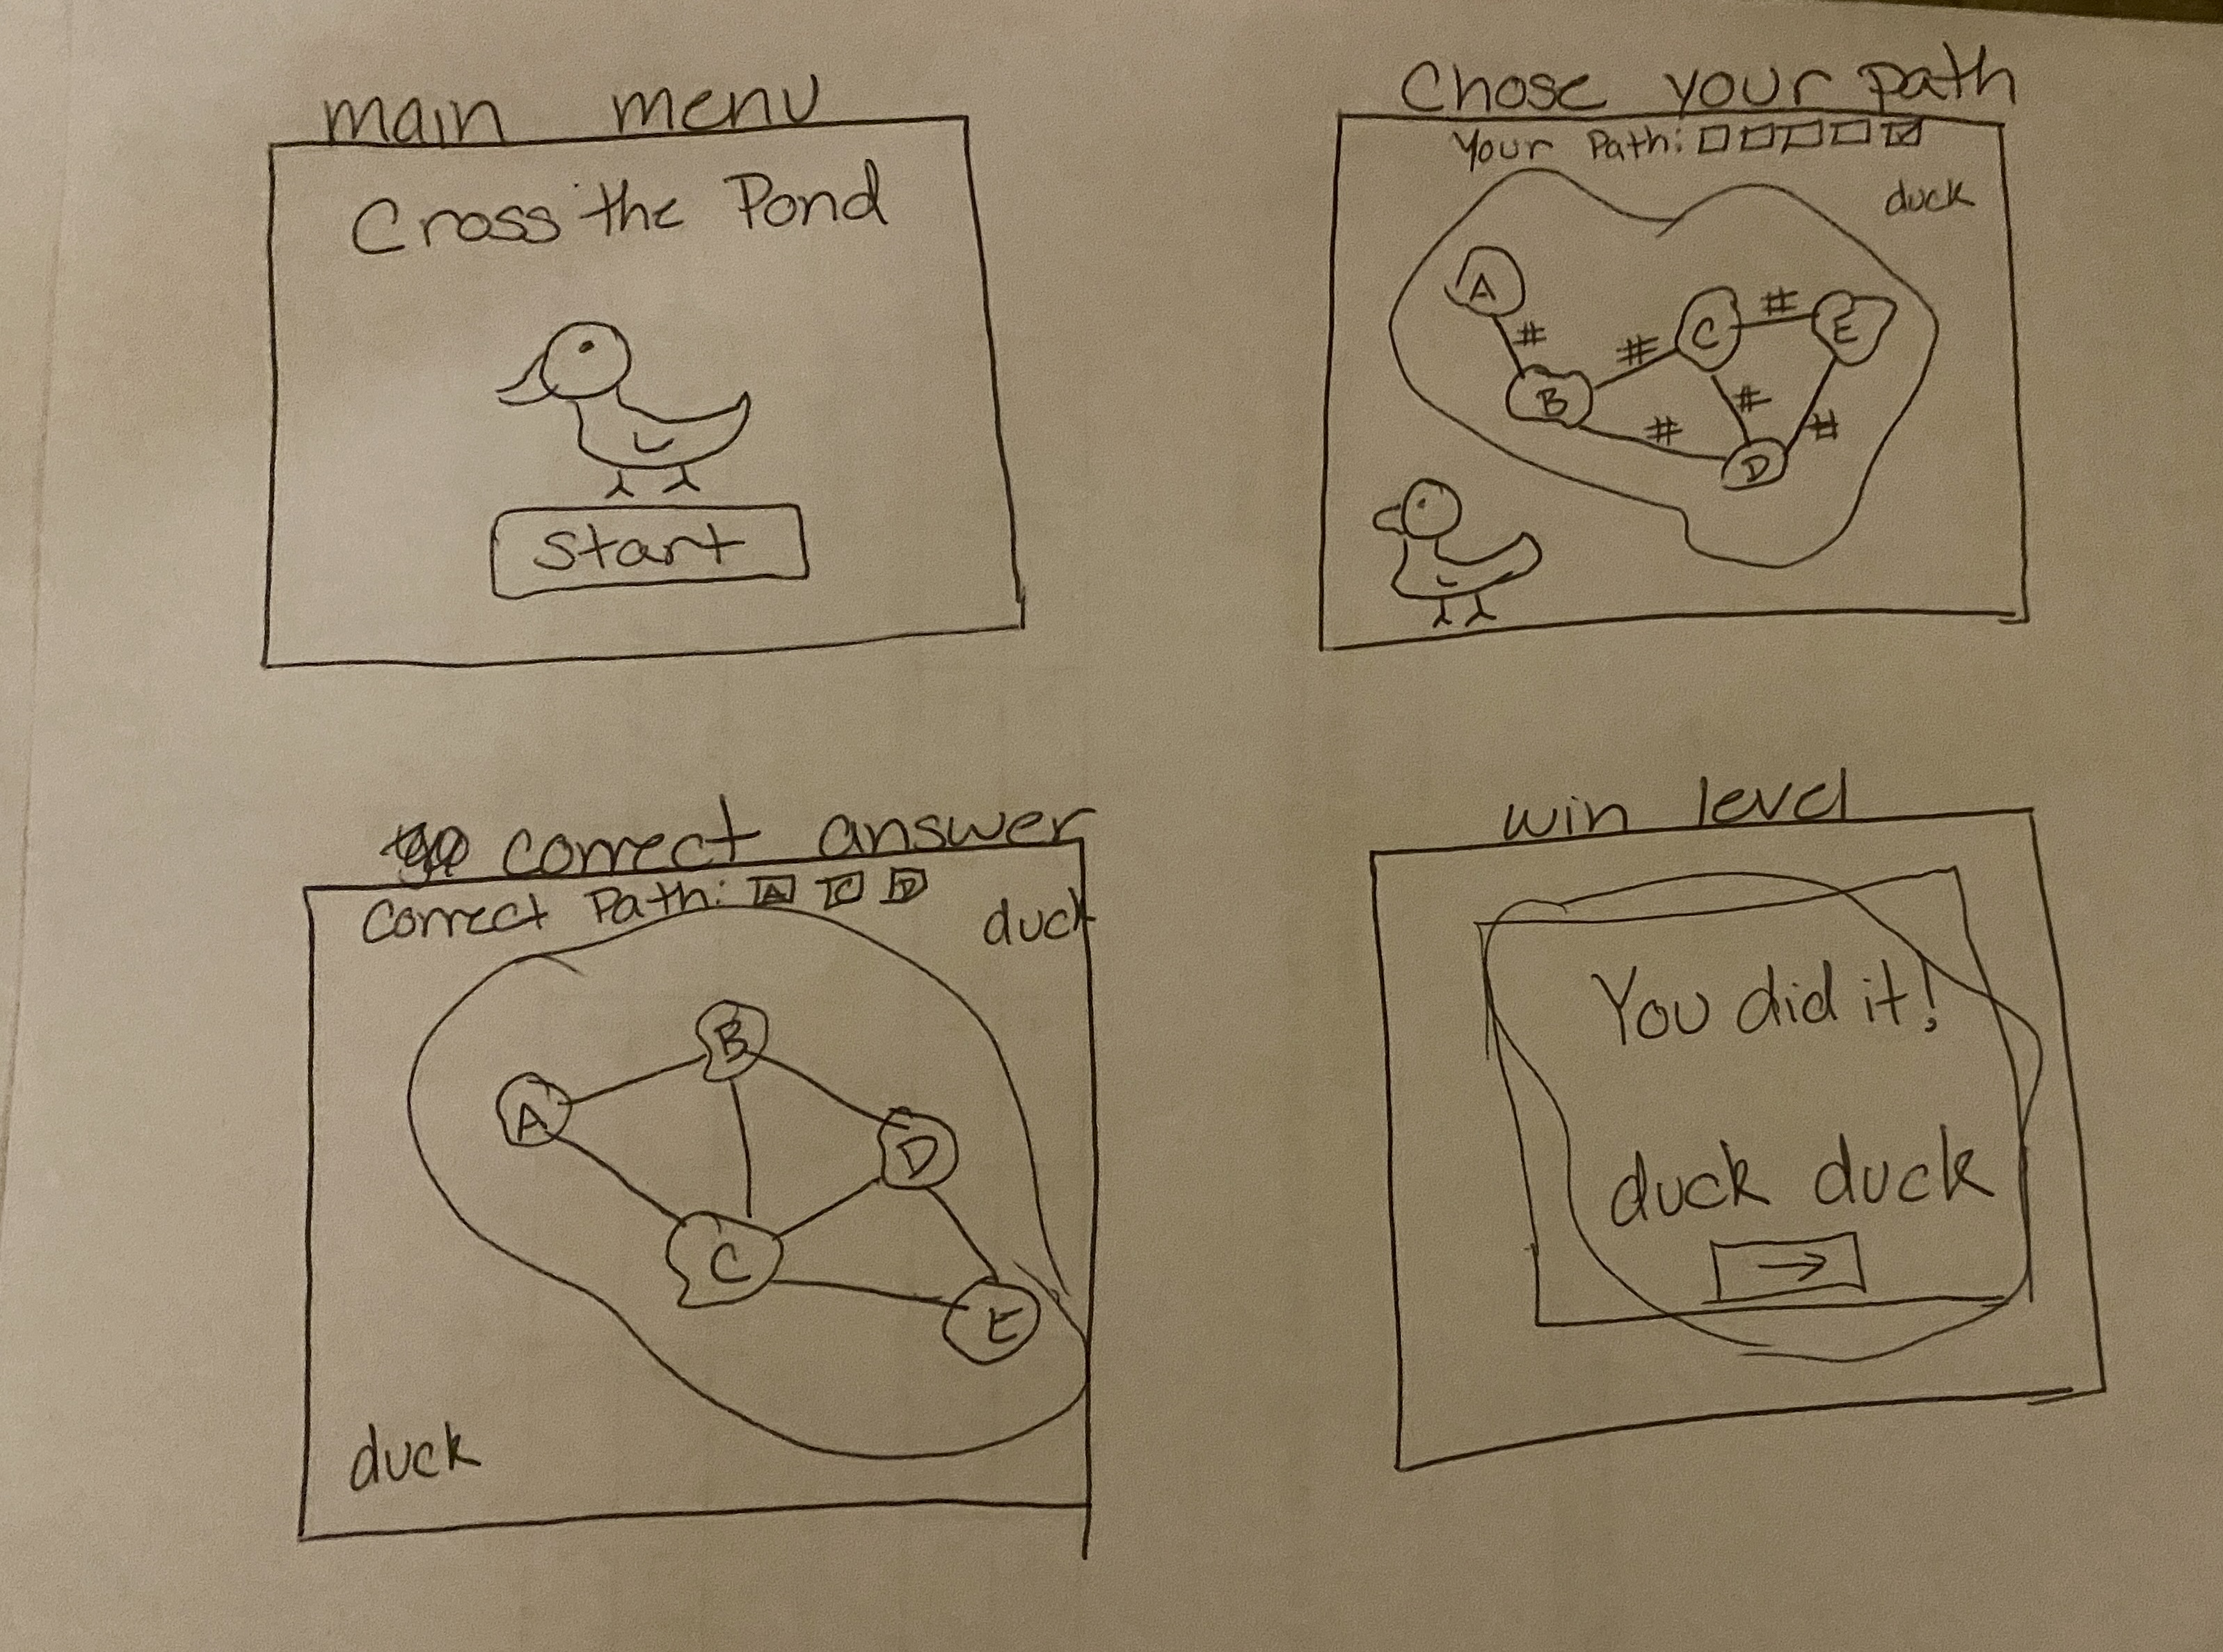 main menu
Cross the Pond
Start
Chose your path
Your Path:
duck
A
#
#
C
#
E
B
#
#
#
D
correct answer
Correct Path: A C D
duck
B
A
D
C
E
duck
win level
You did it!
duck duck
→